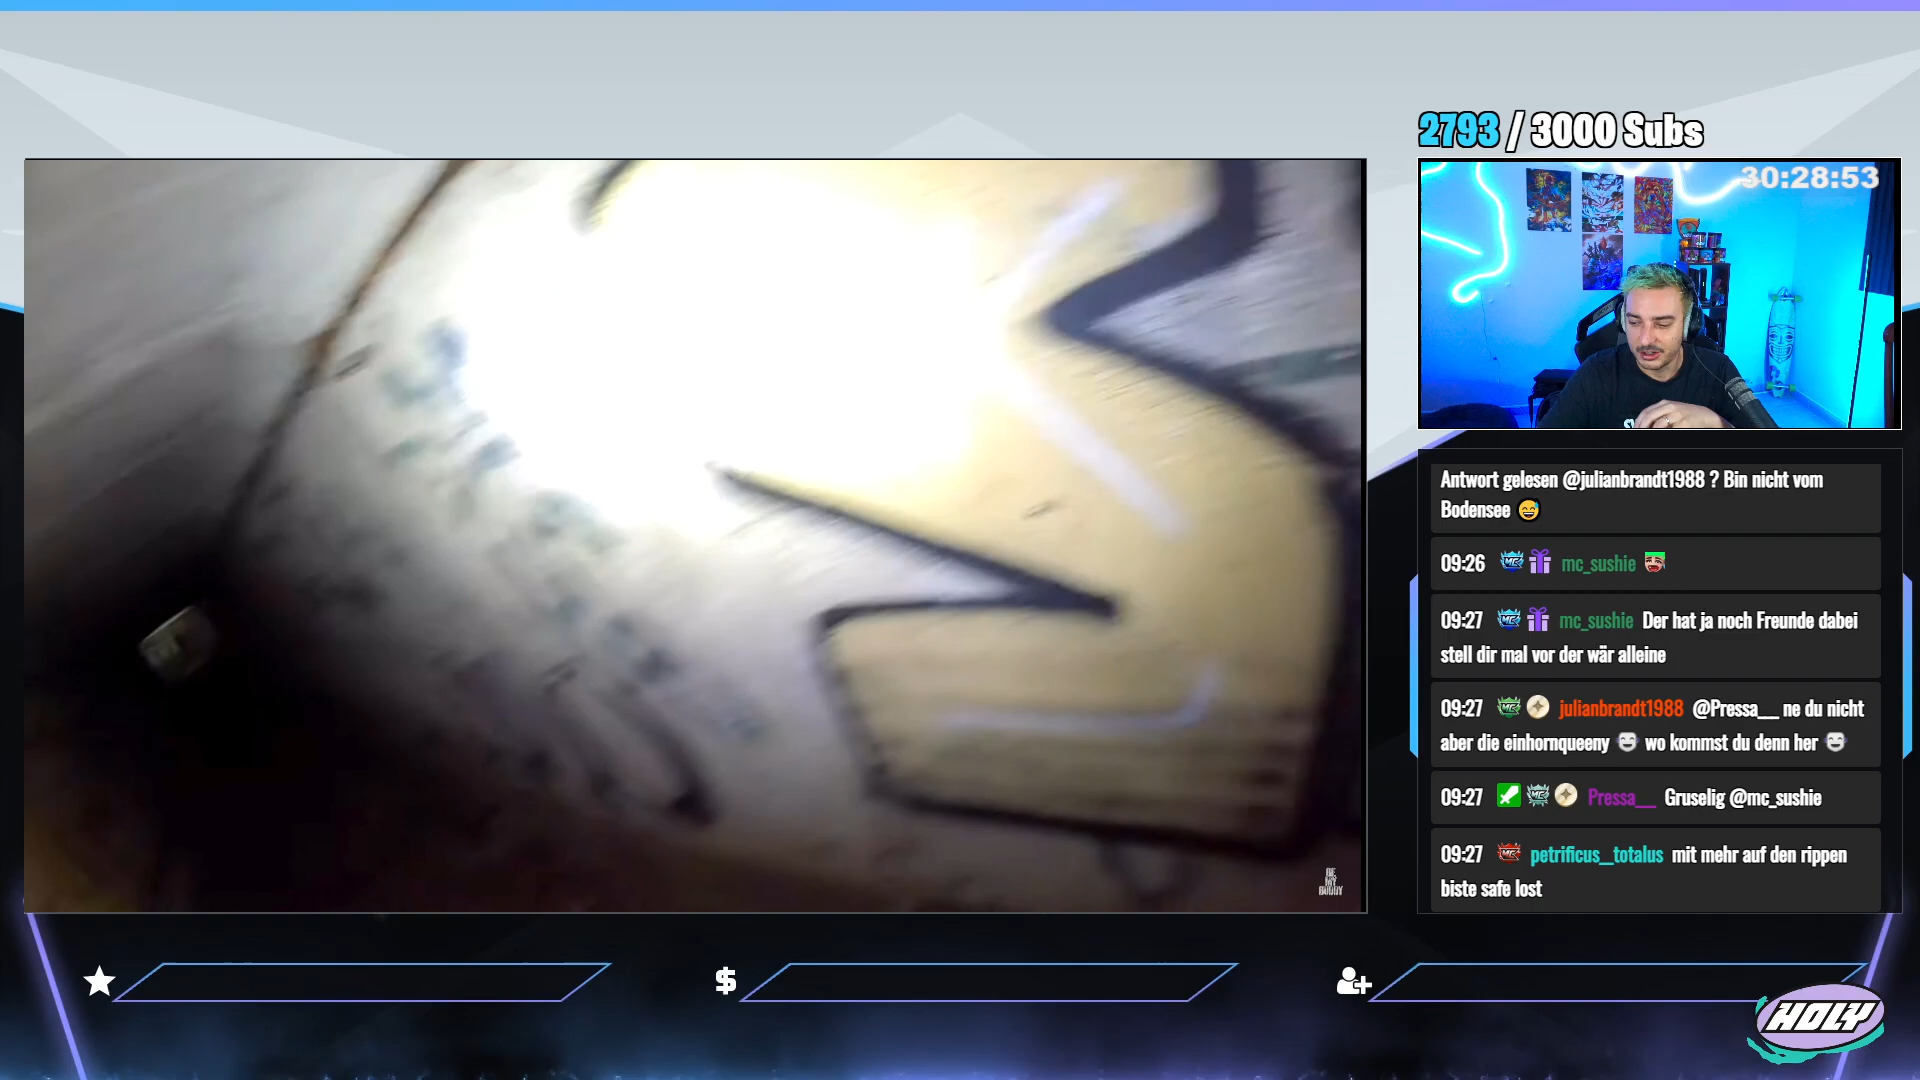 2793 / 3000 Subs
30:28:53
Antwort gelesen @julianbrandt1988 ? Bin nicht vom
Bodensee
09:26 mc_sushie
09:27 mc_sushie Der hat ja noch Freunde dabei
stell dir mal vor der wär alleine
09:27 julianbrandt1988 @Pressa__ ne du nicht
aber die einhornqueeny wo kommst du denn her
09:27 Pressa__ Gruselig @mc_sushie
09:27 petrificus_totalus mit mehr auf den rippen
biste safe lost
BE
MY
BUDDY
$
HOLY